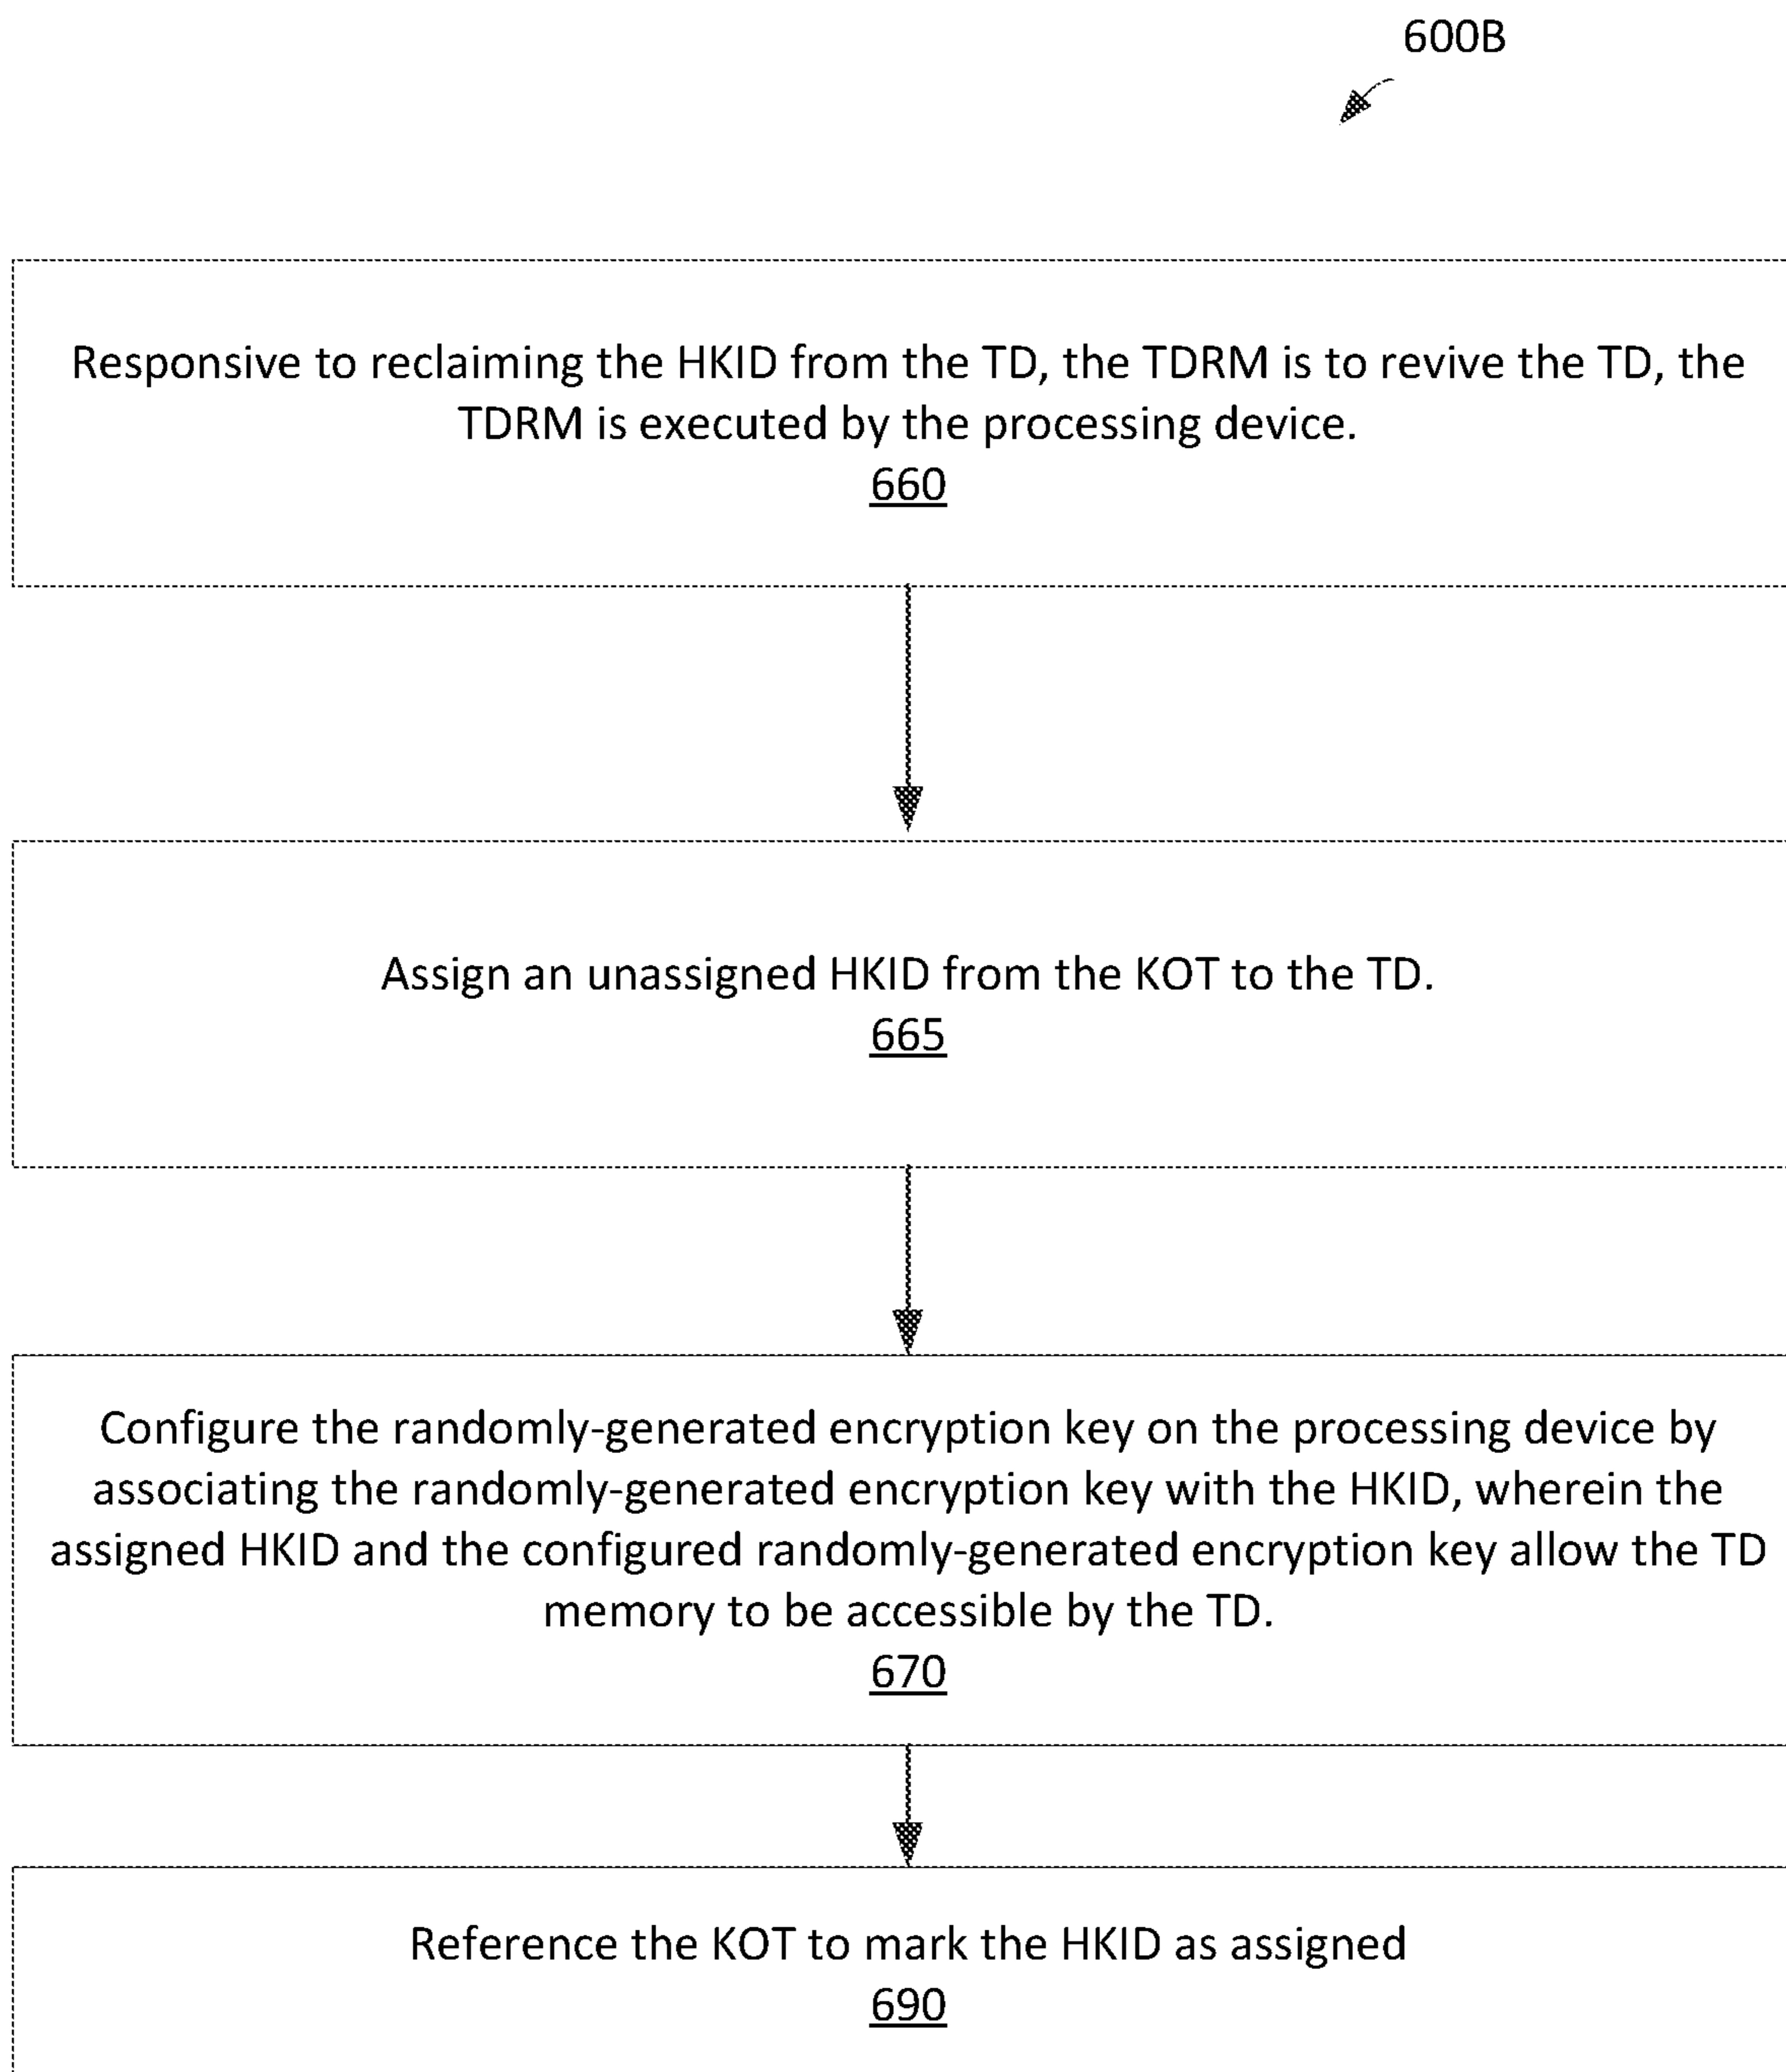 600B
Responsive to reclaiming the HKID from the TD, the TDRM is to revive the TD, the
TDRM is executed by the processing device.
660
Assign an unassigned HKID from the KOT to the TD.
665
Configure the randomly-generated encryption key on the processing device by
associating the randomly-generated encryption key with the HKID, wherein the
assigned HKID and the configured randomly-generated encryption key allow the TD
memory to be accessible by the TD.
670
Reference the KOT to mark the HKID as assigned
690